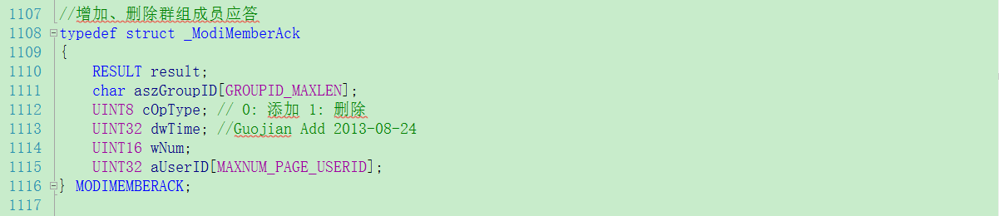 1107 //增加、删除群组成员应答
1108 typedef struct _ModiMemberAck
1109 {
1110     RESULT result;
1111     char aszGroupID[GROUPID_MAXLEN];
1112     UINT8 cOpType; // 0: 添加 1: 删除
1113     UINT32 dwTime; //Guojian Add 2013-08-24
1114     UINT16 wNum;
1115     UINT32 aUserID[MAXNUM_PAGE_USERID];
1116 } MODIMEMBERACK;
1117